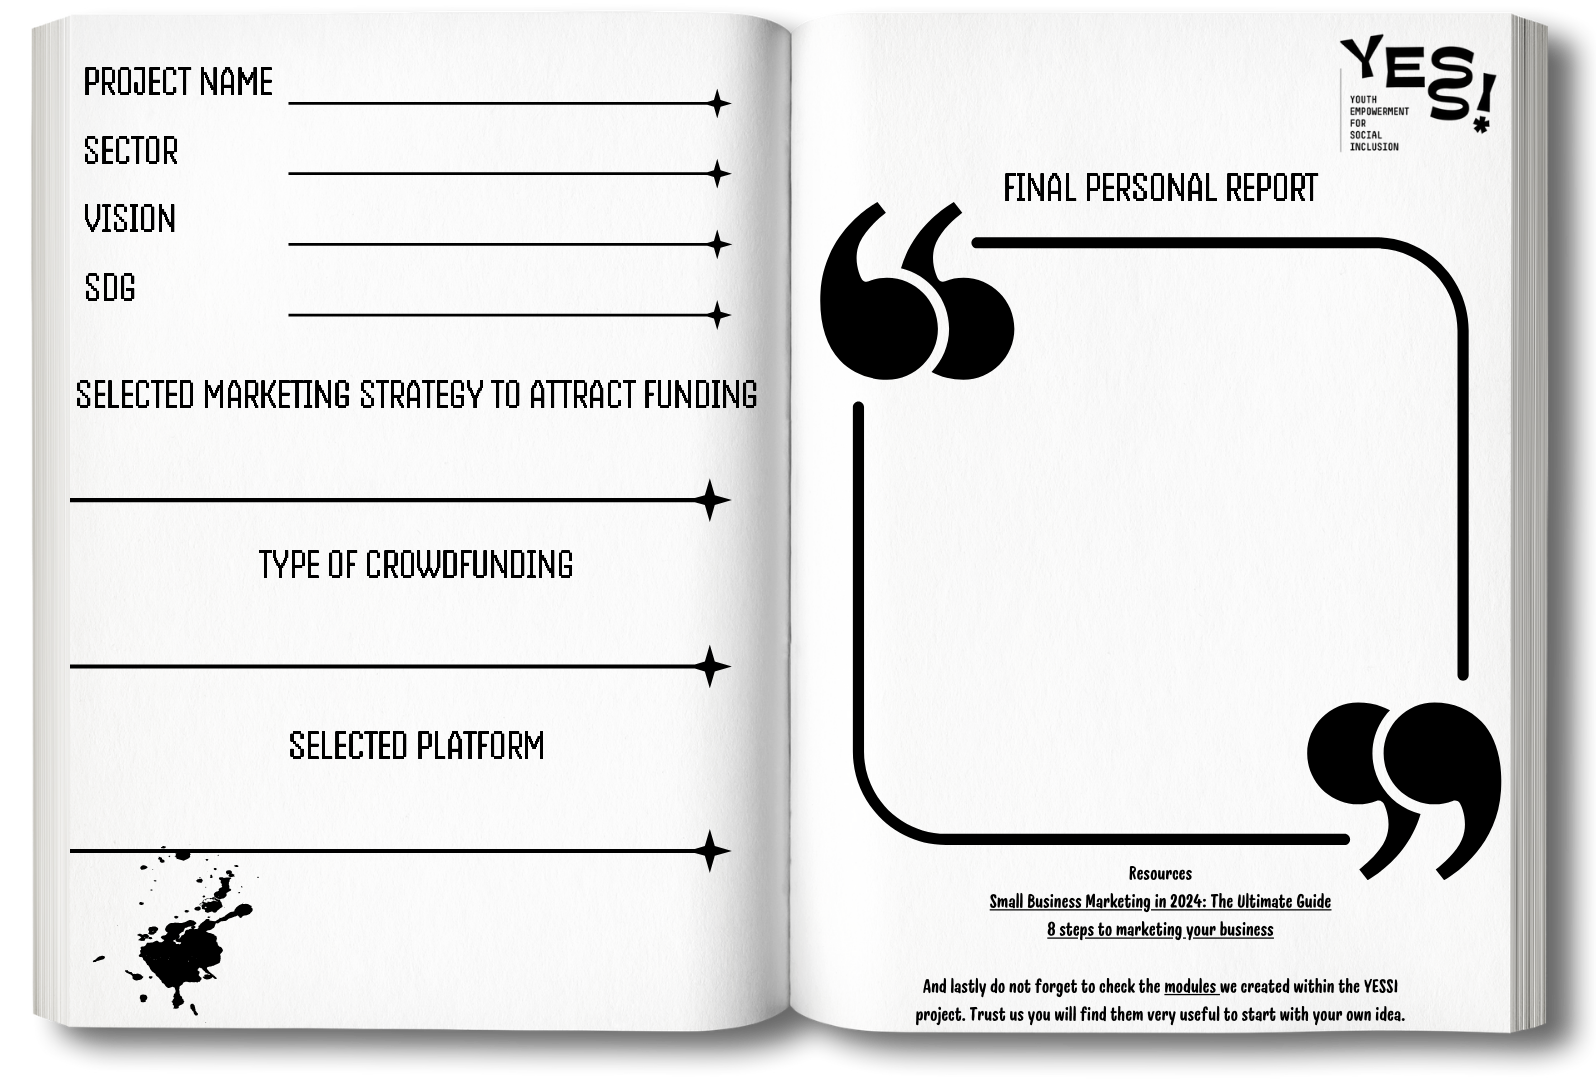 PROJECT NAME
SECTOR
VISION
SDG
SELECTED MARKETING STRATEGY TO ATTRACT FUNDING
TYPE OF CROWDFUNDING
SELECTED PLATFORM
YESS!
YOUTH
EMPOWERMENT
FOR
SOCIAL
INCLUSION
FINAL PERSONAL REPORT
Resources
Small Business Marketing in 2024: The Ultimate Guide
8 steps to marketing your business
And lastly do not forget to check the modules we created within the YESS!
project. Trust us you will find them very useful to start with your own idea.